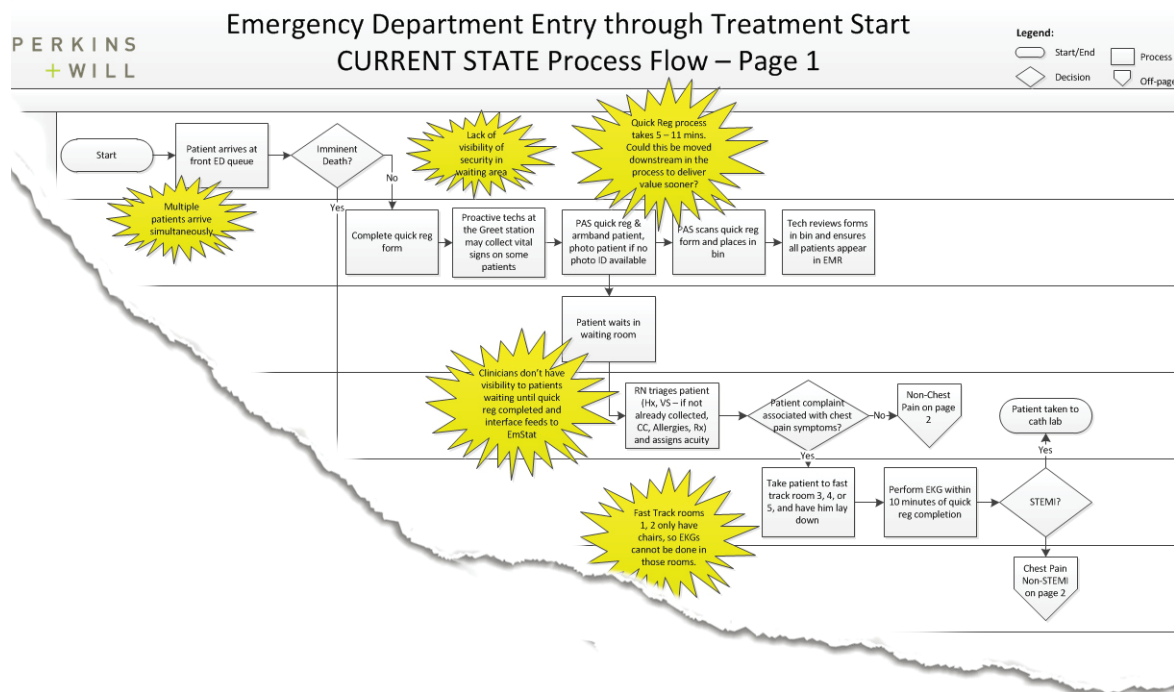 Emergency Department Entry through Treatment Start
CURRENT STATE Process Flow – Page 1
PERKINS
+ WILL
Legend:
Start/End
Process
Decision
Off-page
Start
Patient arrives at
front ED queue
Imminent
Death?
No
Yes
Multiple
patients arrive
simultaneously
Lack of
visibility of
security in
waiting area
Quick Reg process
takes 5 – 11 mins.
Could this be moved
downstream in the
process to deliver
value sooner?
Complete quick reg
form
Proactive techs at
the Greet station
may collect vital
signs on some
patients
PAS quick reg &
armband patient,
photo patient if no
photo ID available
PAS scans quick reg
form and places in
bin
Tech reviews forms
in bin and ensures
all patients appear
in EMR
Patient waits in
waiting room
Clinicians don’t have
visibility to patients
waiting until quick
reg completed and
interface feeds to
EmStat
RN triages patient
(Hx, VS – if not
already collected,
CC, Allergies, Rx)
and assigns acuity
Patient complaint
associated with chest
pain symptoms?
No
Non-Chest
Pain on page
2
Patient taken to
cath lab
Yes
Yes
Fast Track rooms
1, 2 only have
chairs, so EKGs
cannot be done in
those rooms.
Take patient to fast
track room 3, 4, or
5, and have him lay
down
Perform EKG within
10 minutes of quick
reg completion
STEMI?
Chest Pain
Non-STEMI
on page 2